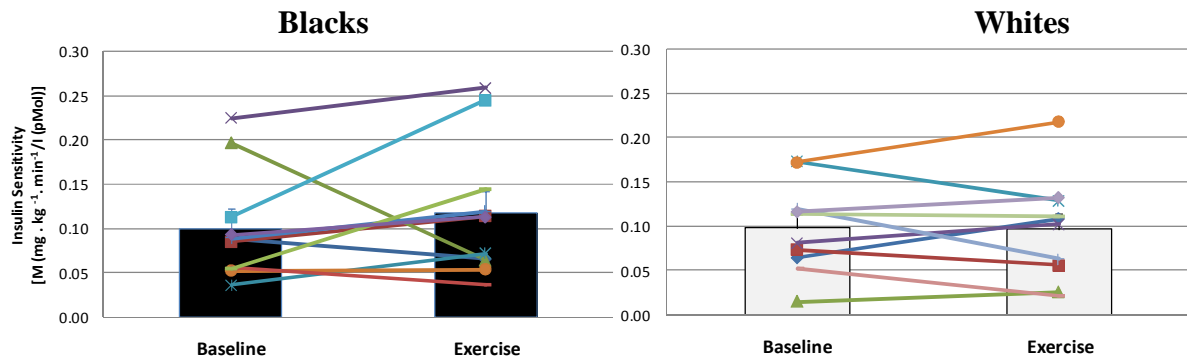 Blacks
Whites
Insulin Sensitivity
[M (mg . kg⁻¹ . min⁻¹/I (pMol)]
0.30
0.25
0.20
0.15
0.10
0.05
0.00
Baseline Exercise
0.30
0.25
0.20
0.15
0.10
0.05
0.00
Baseline Exercise